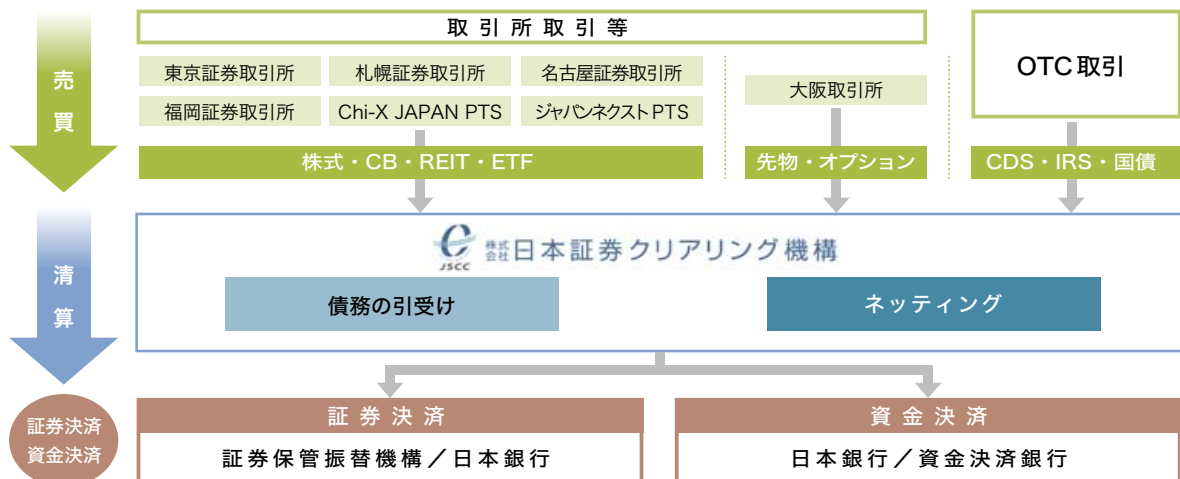 売買
取引所取引等
東京証券取引所
札幌証券取引所
名古屋証券取引所
福岡証券取引所
Chi-X JAPAN PTS
ジャパンネクスト PTS
大阪取引所
OTC 取引
株式・CB・REIT・ETF
先物・オプション
CDS・IRS・国債
清算
JSCC
株式会社日本証券クリアリング機構
債務の引受け
ネッティング
証券決済
資金決済
証券決済
証券保管振替機構／日本銀行
資金決済
日本銀行／資金決済銀行